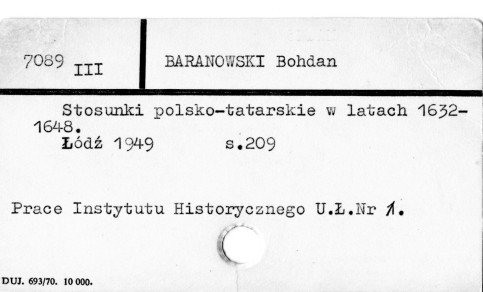 7089 III
BARANOWSKI Bohdan
Stosunki polsko-tatarskie w latach 1632-
1648.
Łódź 1949 s.209
Prace Instytutu Historycznego U.Ł.Nr 1.
DUJ. 693/70. 10 000.